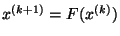 x^{(k+1)} = F(x^{(k)})